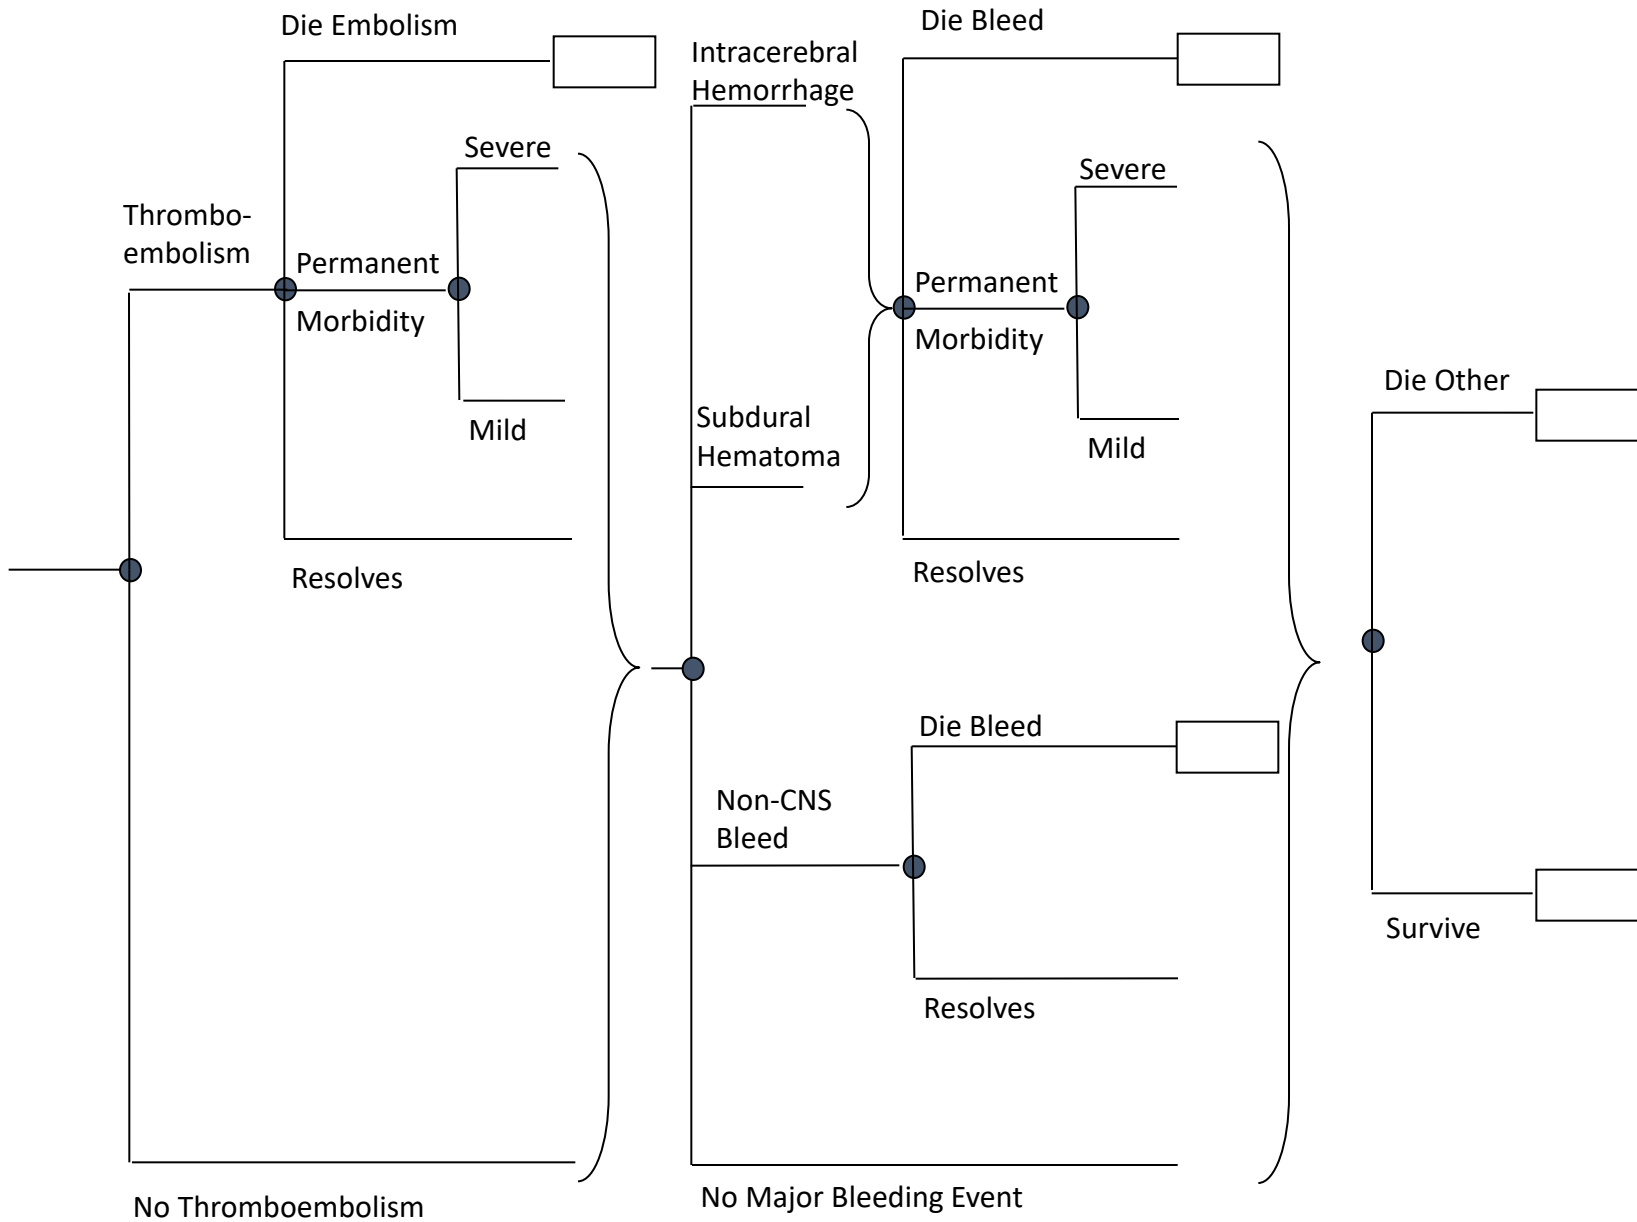 Die Embolism
Thrombo-
embolism
Severe
Permanent
Morbidity
Mild
Resolves
No Thromboembolism
Intracerebral
Hemorrhage
Subdural
Hematoma
Die Bleed
Severe
Permanent
Morbidity
Mild
Resolves
Non-CNS
Bleed
Die Bleed
Resolves
No Major Bleeding Event
Die Other
Survive